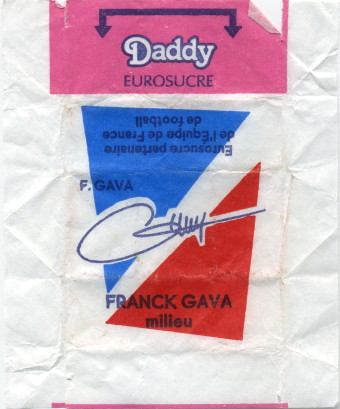 Daddy
EUROSUCRE
Eurosucre partenaire
de l'Équipe de France
de football
F. GAVA
FRANCK GAVA
milieu